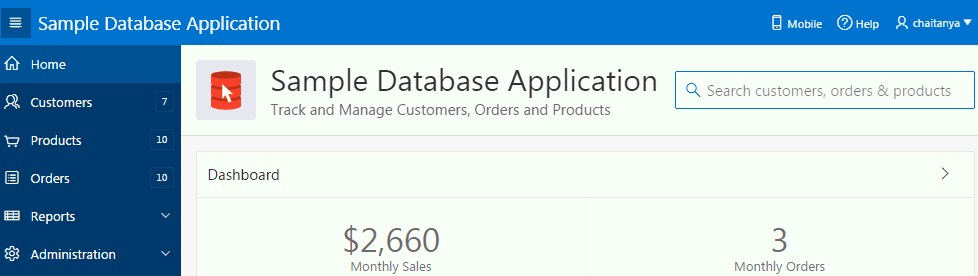 Sample Database Application
Mobile
Help
chaitanya
Home
Customers 7
Products 10
Orders 10
Reports
Administration
Sample Database Application
Track and Manage Customers, Orders and Products
Search customers, orders & products
Dashboard
$2,660
Monthly Sales
3
Monthly Orders